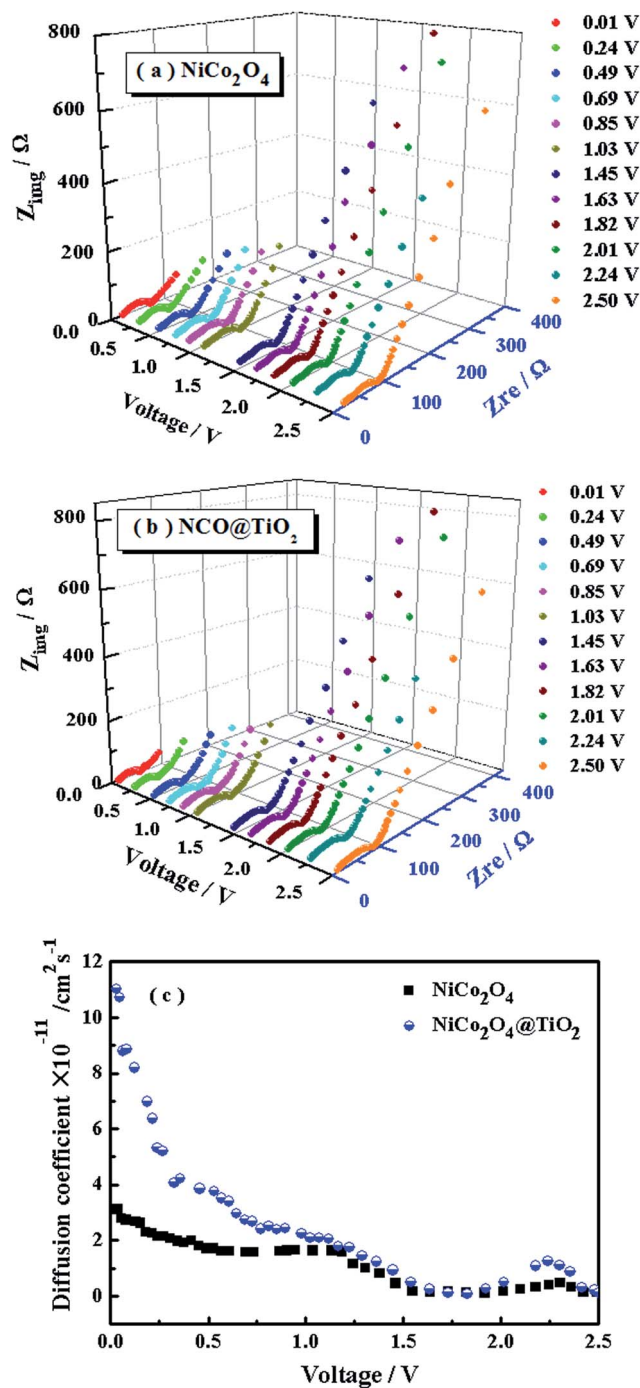 800
600
400
200
0
Z_img / Ω
( a ) NiCo₂O₄
0.0
0.5
1.0
1.5
2.0
2.5
Voltage / V
0
100
200
300
400
Zre / Ω
0.01 V
0.24 V
0.49 V
0.69 V
0.85 V
1.03 V
1.45 V
1.63 V
1.82 V
2.01 V
2.24 V
2.50 V
800
600
400
200
0
Z_img / Ω
( b ) NCO@TiO₂
0.0
0.5
1.0
1.5
2.0
2.5
Voltage / V
0
100
200
300
400
Zre / Ω
0.01 V
0.24 V
0.49 V
0.69 V
0.85 V
1.03 V
1.45 V
1.63 V
1.82 V
2.01 V
2.24 V
2.50 V
12
10
8
6
4
2
0
Diffusion coefficient ×10⁻¹¹ /cm²s⁻¹
( c )
NiCo₂O₄
NiCo₂O₄@TiO₂
0.0
0.5
1.0
1.5
2.0
2.5
Voltage / V